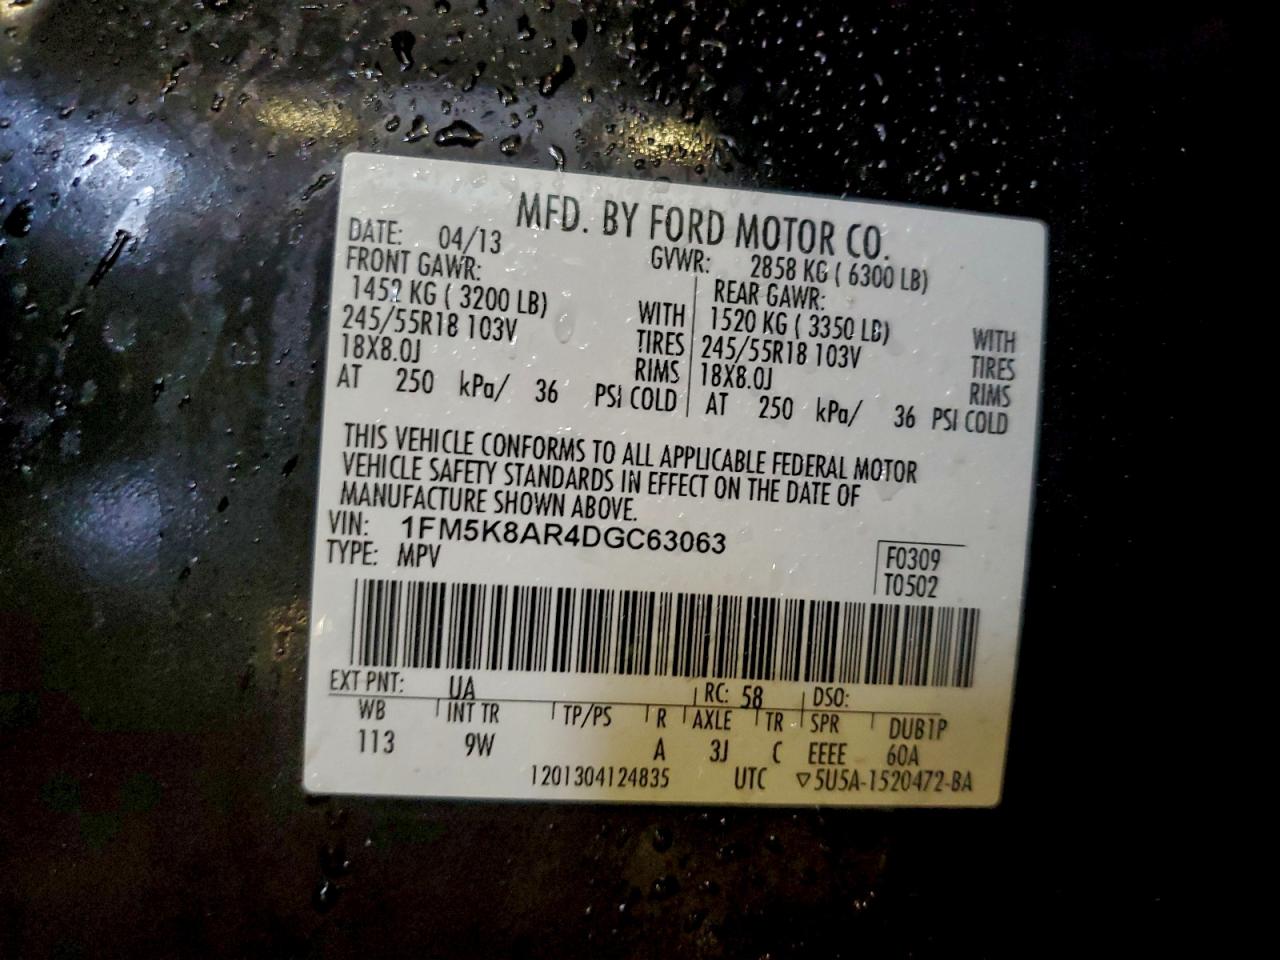 MFD. BY FORD MOTOR CO.
DATE: 04/13 GVWR: 2858 KG ( 6300 LB)
FRONT GAWR: REAR GAWR:
1452 KG ( 3200 LB) WITH 1520 KG ( 3350 LB) WITH
245/55R18 103V TIRES 245/55R18 103V TIRES
18X8.0J RIMS 18X8.0J RIMS
AT 250 kPa/ 36 PSI COLD AT 250 kPa/ 36 PSI COLD
THIS VEHICLE CONFORMS TO ALL APPLICABLE FEDERAL MOTOR
VEHICLE SAFETY STANDARDS IN EFFECT ON THE DATE OF
MANUFACTURE SHOWN ABOVE.
VIN: 1FM5K8AR4DGC63063
TYPE: MPV F0309
T0502
EXT PNT: UA RC: 58 DSO:
WB INT TR TP/PS R AXLE TR SPR DUB1P
113 9W A 3J C EEEE 60A
1201304124835 UTC ▽5U5A-1520472-BA